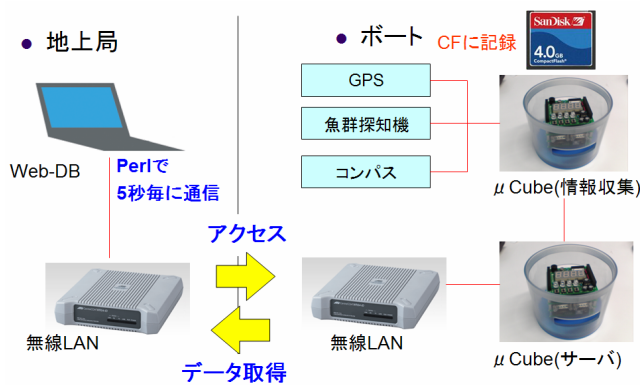 ● 地上局
Web-DB
Perlで
5秒毎に通信
無線LAN
アクセス
データ取得
● ボート
CFに記録
SanDisk
4.0GB
CompactFlash
GPS
魚群探知機
コンパス
μ Cube(情報収集)
無線LAN
μ Cube(サーバ)